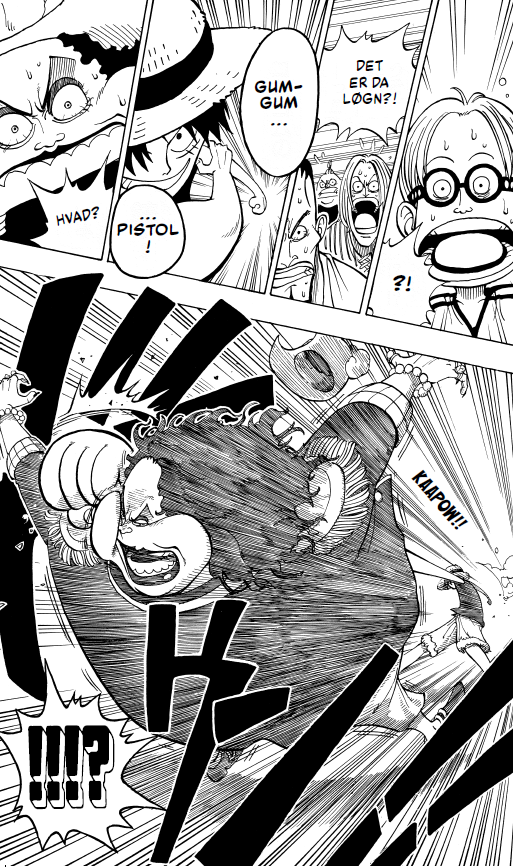 HVAD?
GUM-
GUM
...
...
PISTOL
!
DET
ER DA
LØGN?!
?!
KAAPOW!!
!!!!?